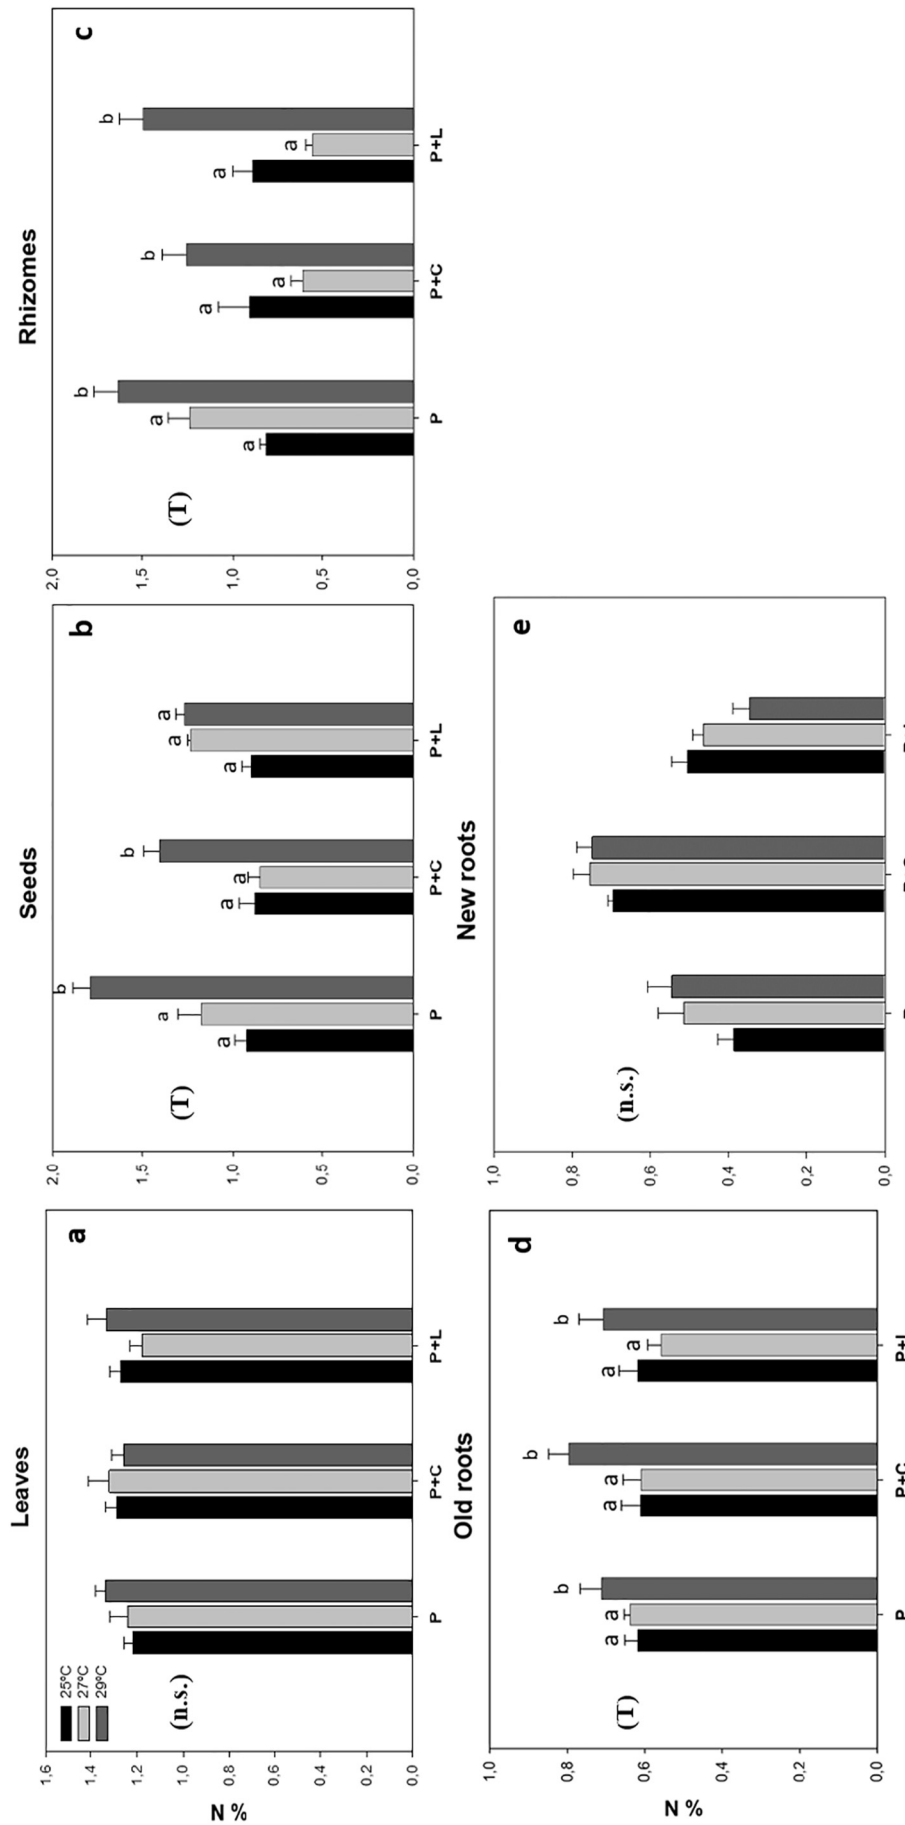 Leaves
a
25ºC
27ºC
29ºC
(n.s.)
N %
1,6
1,4
1,2
1,0
0,8
0,6
0,4
0,2
0,0
P
P+C
P+L
Seeds
b
(T)
2,0
1,5
1,0
0,5
0,0
a a b
a a b
a a a
P
P+C
P+L
Rhizomes
c
(T)
2,0
1,5
1,0
0,5
0,0
a a b
a a b
a a b
P
P+C
P+L
Old roots
d
(T)
N %
1,0
0,8
0,6
0,4
0,2
0,0
a a b
a a b
a a b
P
P+C
P+L
New roots
e
(n.s.)
1,0
0,8
0,6
0,4
0,2
0,0